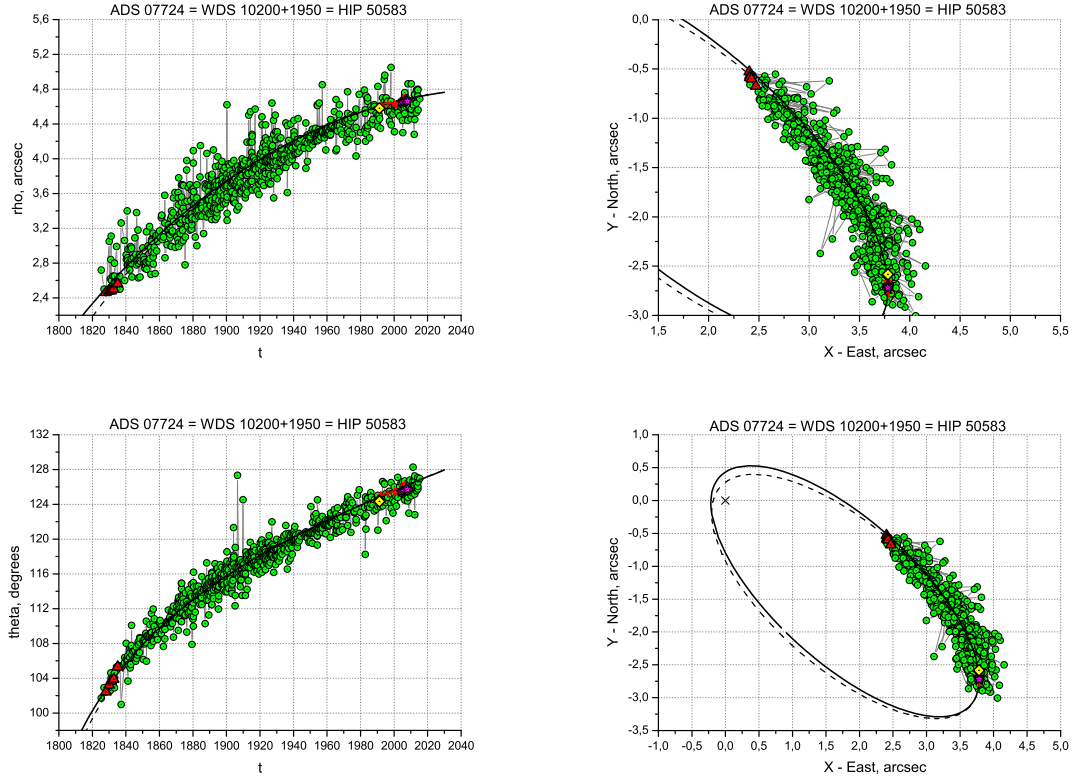 ADS 07724 = WDS 10200+1950 = HIP 50583
5,6
5,2
4,8
4,4
4,0
3,6
3,2
2,8
2,4
rho, arcsec
1800 1820 1840 1860 1880 1900 1920 1940 1960 1980 2000 2020 2040
t
ADS 07724 = WDS 10200+1950 = HIP 50583
0,0
-0,5
-1,0
-1,5
-2,0
-2,5
-3,0
Y - North, arcsec
1,5 2,0 2,5 3,0 3,5 4,0 4,5 5,0 5,5
X - East, arcsec
ADS 07724 = WDS 10200+1950 = HIP 50583
132
128
124
120
116
112
108
104
100
theta, degrees
1800 1820 1840 1860 1880 1900 1920 1940 1960 1980 2000 2020 2040
t
ADS 07724 = WDS 10200+1950 = HIP 50583
1,0
0,5
0,0
-0,5
-1,0
-1,5
-2,0
-2,5
-3,0
-3,5
Y - North, arcsec
-1,0 -0,5 0,0 0,5 1,0 1,5 2,0 2,5 3,0 3,5 4,0 4,5 5,0
X - East, arcsec